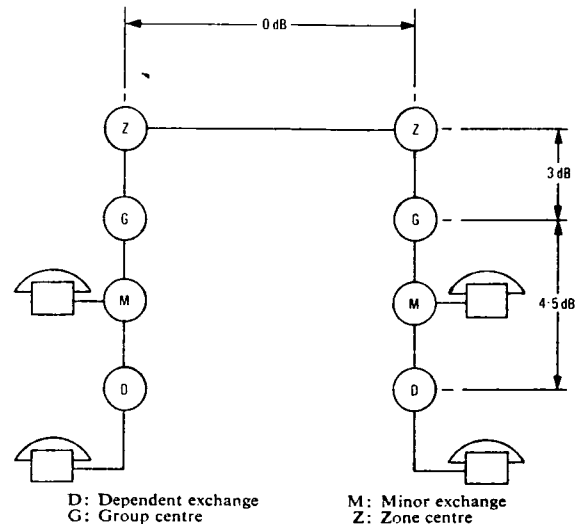 0 dB
Z Z
3 dB
G G
M M
4·5 dB
D D
D: Dependent exchange M: Minor exchange
G: Group centre Z: Zone centre